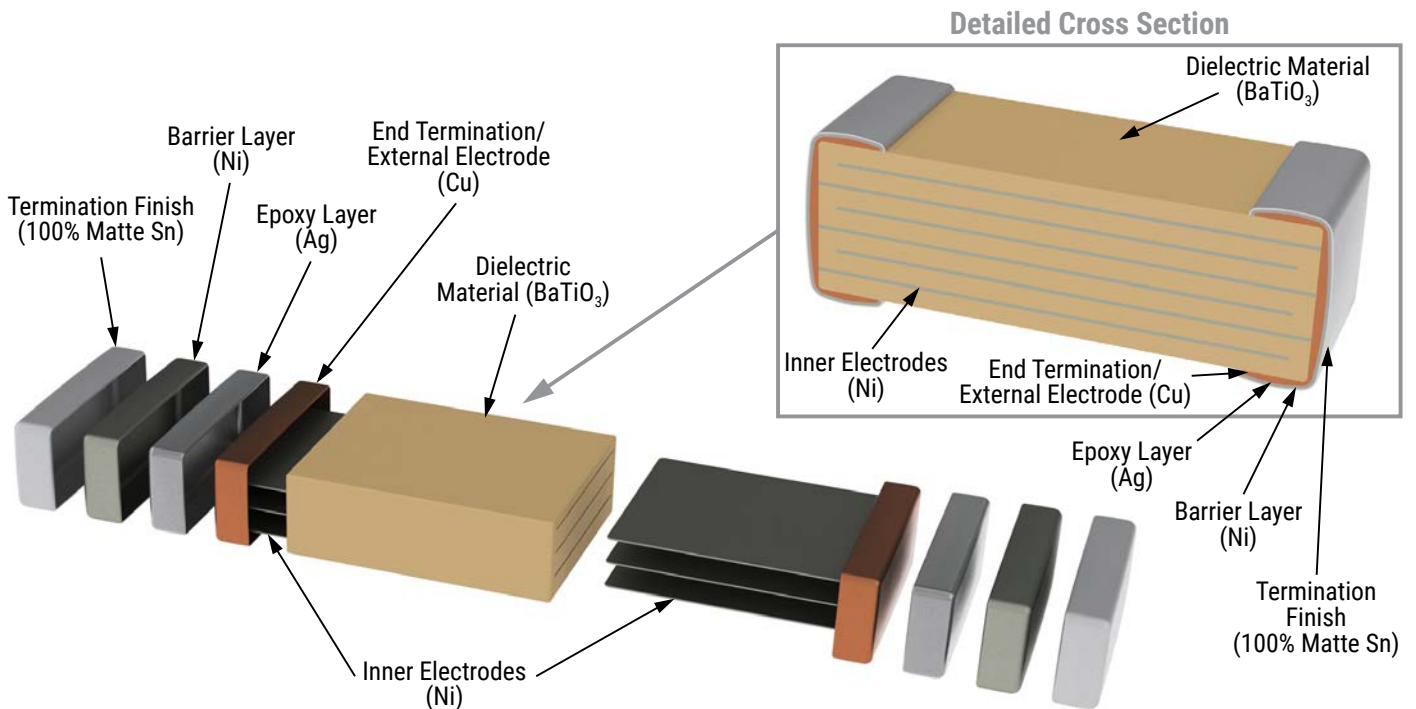 Detailed Cross Section
Dielectric Material
(BaTiO₃)
Inner Electrodes
(Ni)
End Termination/
External Electrode (Cu)
Epoxy Layer
(Ag)
Barrier Layer
(Ni)
Termination
Finish
(100% Matte Sn)
Termination Finish
(100% Matte Sn)
Barrier Layer
(Ni)
Epoxy Layer
(Ag)
End Termination/
External Electrode
(Cu)
Dielectric
Material (BaTiO₃)
Inner Electrodes
(Ni)